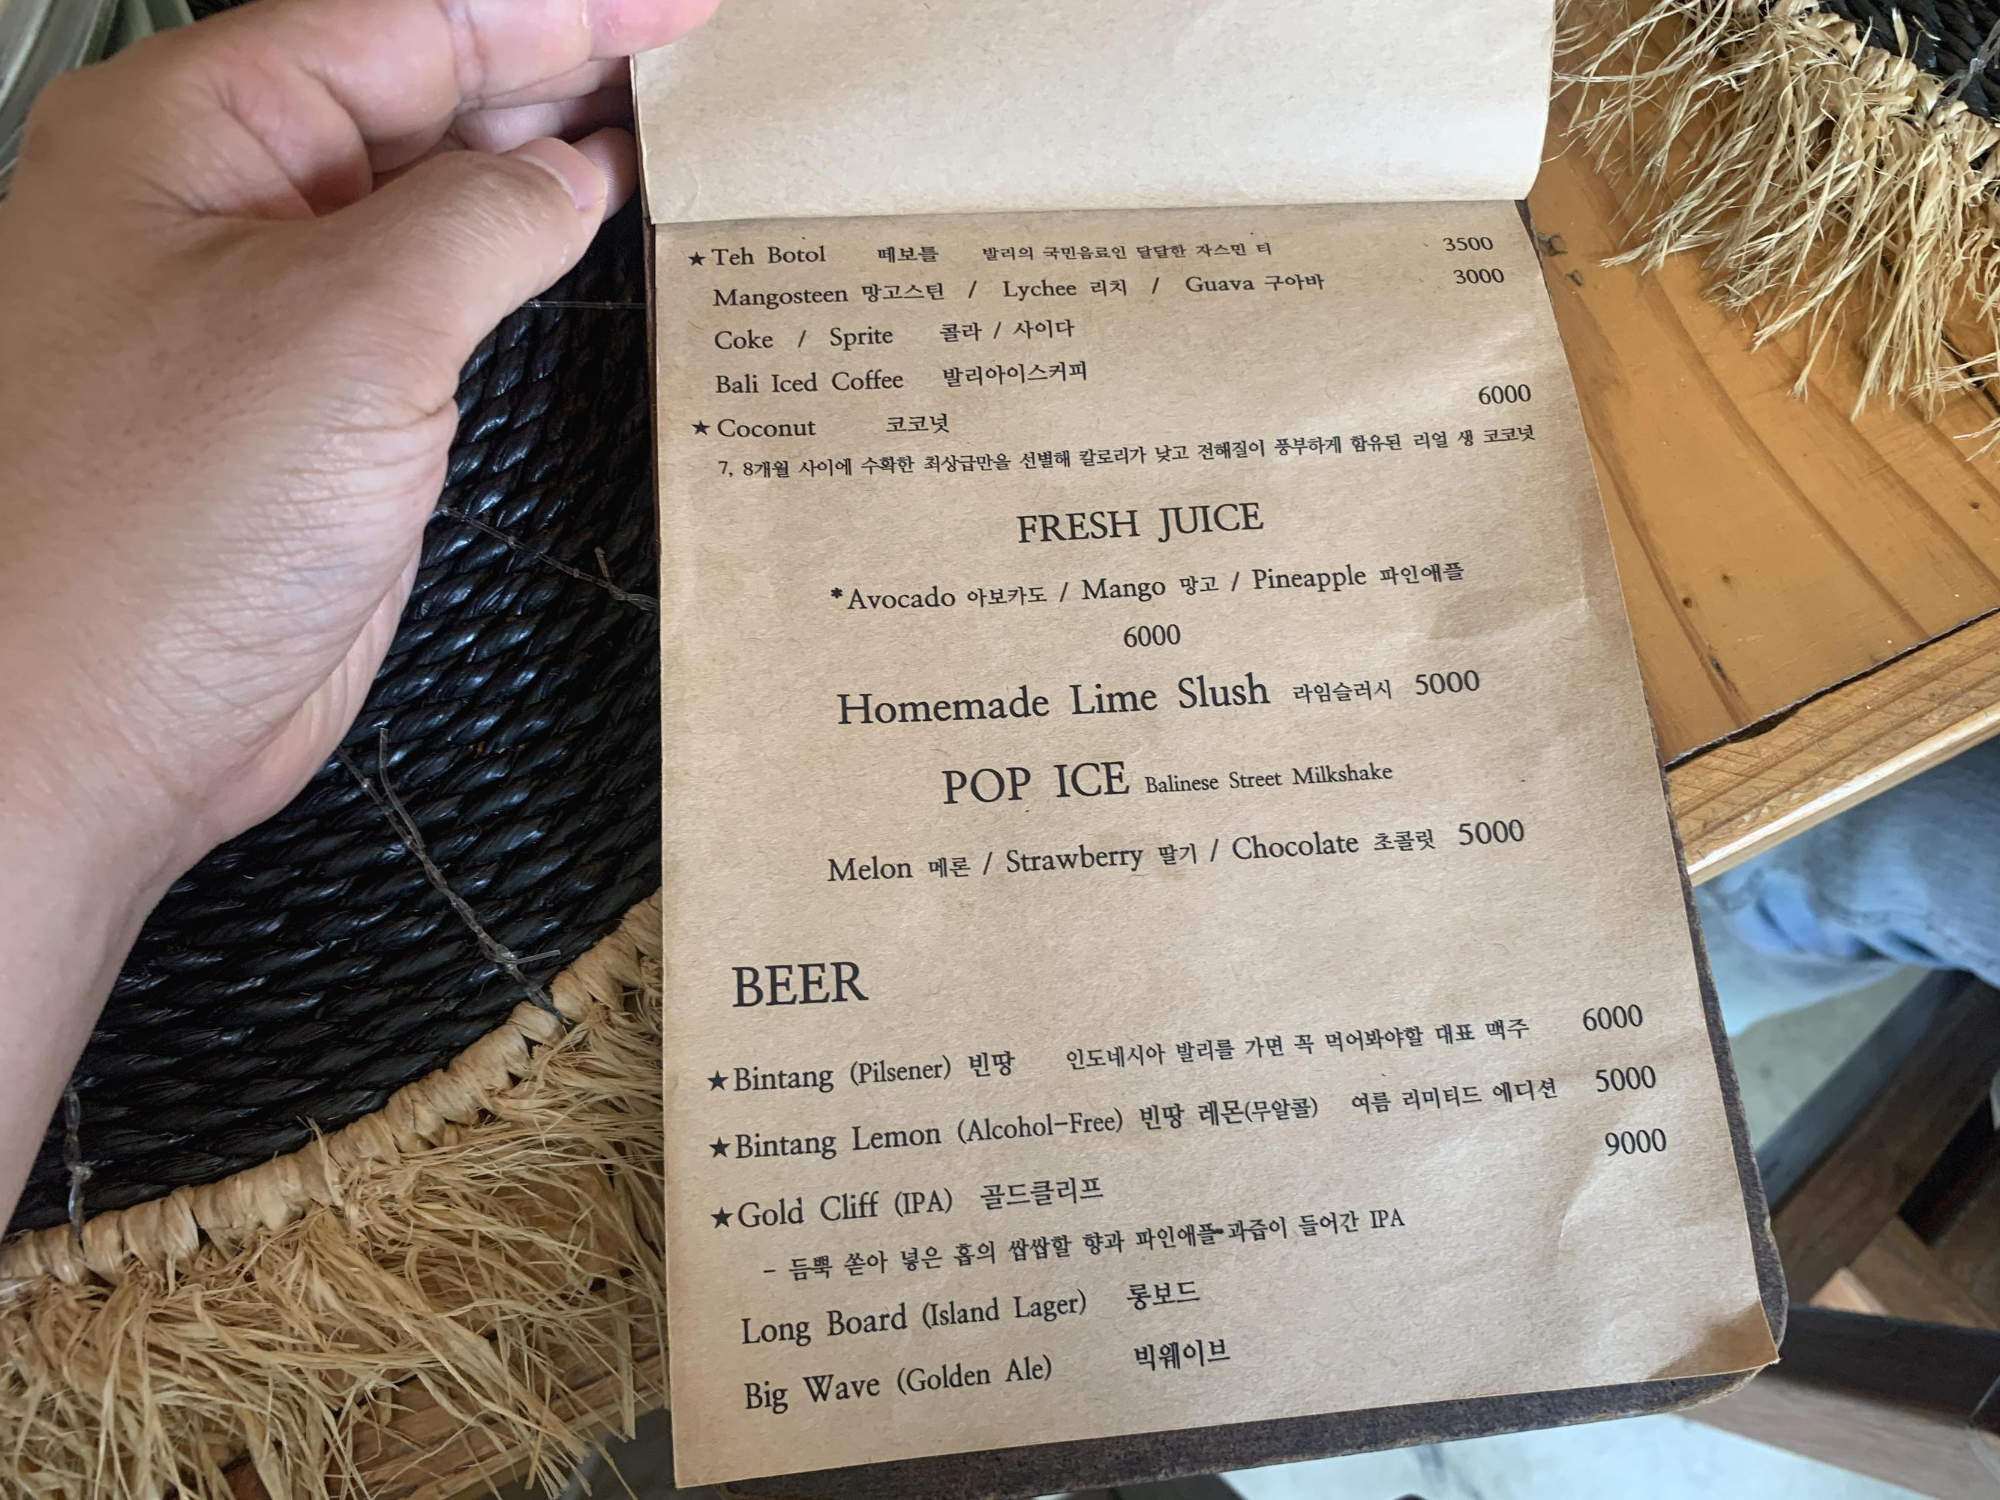 ★ Teh Botol 떼보틀 발리의 국민음료인 달달한 쟈스민 티 3500
Mangosteen 망고스틴 / Lychee 리치 / Guava 구아바 3000
Coke / Sprite 콜라 / 사이다
Bali Iced Coffee 발리아이스커피
★ Coconut 코코넛 6000
7, 8개월 사이에 수확한 최상급만을 선별해 칼로리가 낮고 전해질이 풍부하게 함유된 리얼 생 코코넛
FRESH JUICE
*Avocado 아보카도 / Mango 망고 / Pineapple 파인애플
6000
Homemade Lime Slush 라임슬러시 5000
POP ICE Balinese Street Milkshake
Melon 메론 / Strawberry 딸기 / Chocolate 초콜릿 5000
BEER
★Bintang (Pilsener) 빈땅 인도네시아 발리를 가면 꼭 먹어봐야할 대표 맥주 6000
★Bintang Lemon (Alcohol-Free) 빈땅 레몬(무알콜) 여름 리미티드 에디션 5000
★Gold Cliff (IPA) 골드클리프 9000
- 듬뿍 쏟아 넣은 홉의 쌉쌉할 향과 파인애플 과즙이 들어간 IPA
Long Board (Island Lager) 롱보드
Big Wave (Golden Ale) 빅웨이브